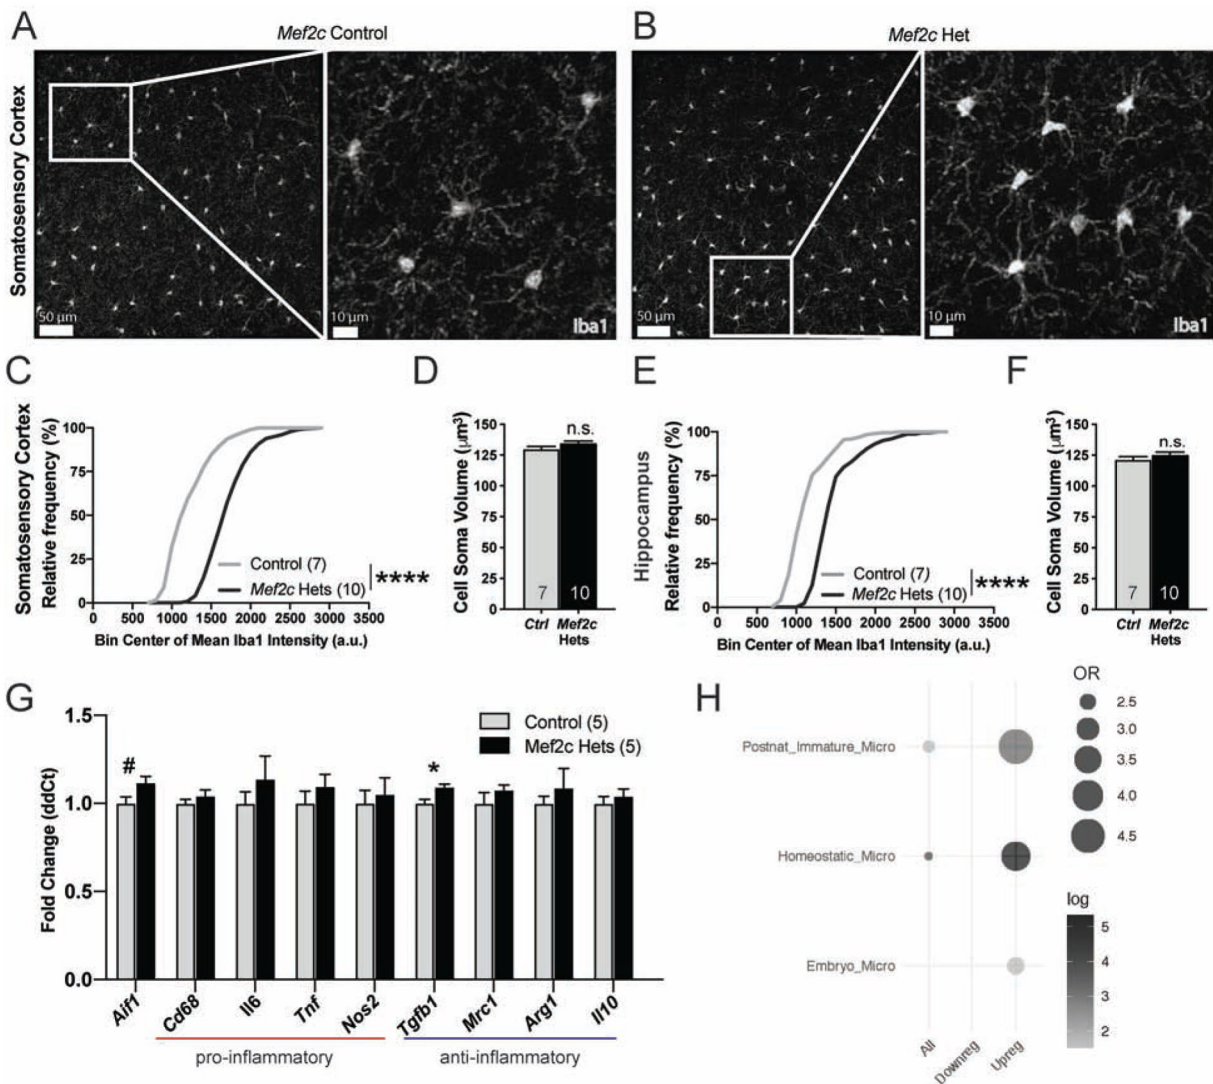 A
Mef2c Control
B
Mef2c Het
Somatosensory Cortex
50 µm
10 µm
Iba1
50 µm
10 µm
Iba1
C
D
E
F
Somatosensory Cortex
Relative frequency (%)
100
75
50
25
0
Control (7)
Mef2c Hets (10)
****
0 500 1000 1500 2000 2500 3000 3500
Bin Center of Mean Iba1 Intensity (a.u.)
Cell Soma Volume (µm³)
150
125
100
75
50
25
0
n.s.
7 10
Ctrl Mef2c
Hets
Hippocampus
Relative frequency (%)
100
75
50
25
0
Control (7)
Mef2c Hets (10)
****
0 500 1000 1500 2000 2500 3000 3500
Bin Center of Mean Iba1 Intensity (a.u.)
Cell Soma Volume (µm³)
150
125
100
75
50
25
0
n.s.
7 10
Ctrl Mef2c
Hets
G
Fold Change (ddCt)
1.5
1.0
0.5
0.0
Control (5)
Mef2c Hets (5)
#
*
Aif1 Cd68 Il6 Tnf Nos2 Tgfb1 Mrc1 Arg1 Il10
pro-inflammatory anti-inflammatory
H
Postnat_Immature_Micro
Homeostatic_Micro
Embryo_Micro
All Downreg Upreg
OR
2.5
3.0
3.5
4.0
4.5
log
5
4
3
2